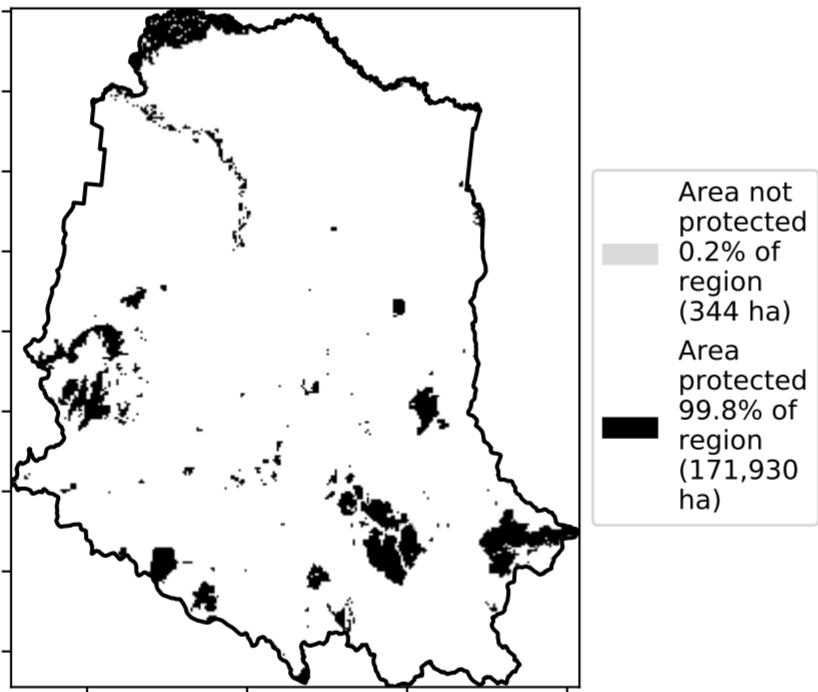 Area not
protected
0.2% of
region
(344 ha)
Area
protected
99.8% of
region
(171,930
ha)